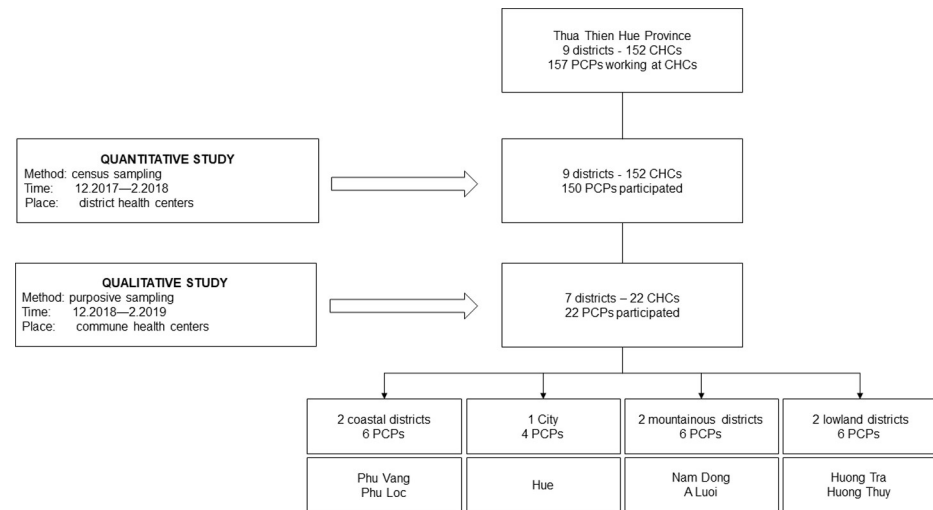 Thua Thien Hue Province
9 districts - 152 CHCs
157 PCPs working at CHCs
QUANTITATIVE STUDY
Method: census sampling
Time: 12.2017—2.2018
Place: district health centers
9 districts - 152 CHCs
150 PCPs participated
QUALITATIVE STUDY
Method: purposive sampling
Time: 12.2018—2.2019
Place: commune health centers
7 districts – 22 CHCs
22 PCPs participated
2 coastal districts
6 PCPs
1 City
4 PCPs
2 mountainous districts
6 PCPs
2 lowland districts
6 PCPs
Phu Vang
Phu Loc
Hue
Nam Dong
A Luoi
Huong Tra
Huong Thuy